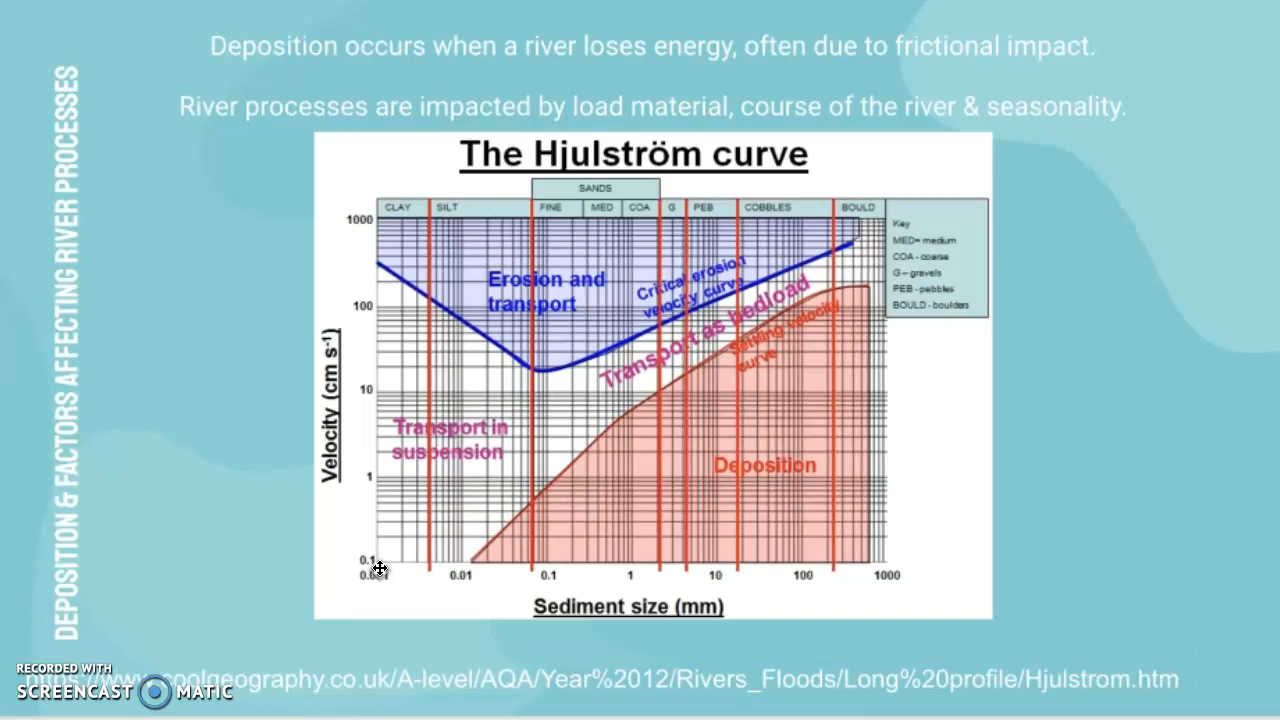 Deposition occurs when a river loses energy, often due to frictional impact.
River processes are impacted by load material, course of the river & seasonality.
DEPOSITION & FACTORS AFFECTING RIVER PROCESSES
The Hjulström curve
SANDS
CLAY SILT FINE MED COA G PEB COBBLES BOULD
Key
MED= medium
COA - coarse
G – gravels
PEB - pebbles
BOULD - boulders
1000
100
10
1
0.1
Velocity (cm s⁻¹)
Erosion and
transport
Critical erosion
velocity curve
Transport as bedload
Settling velocity
curve
Transport in
suspension
Deposition
0.01 0.1 1 10 100 1000
Sediment size (mm)
RECORDED WITH
SCREENCAST MATIC
coolgeography.co.uk/A-level/AQA/Year%2012/Rivers_Floods/Long%20profile/Hjulstrom.htm